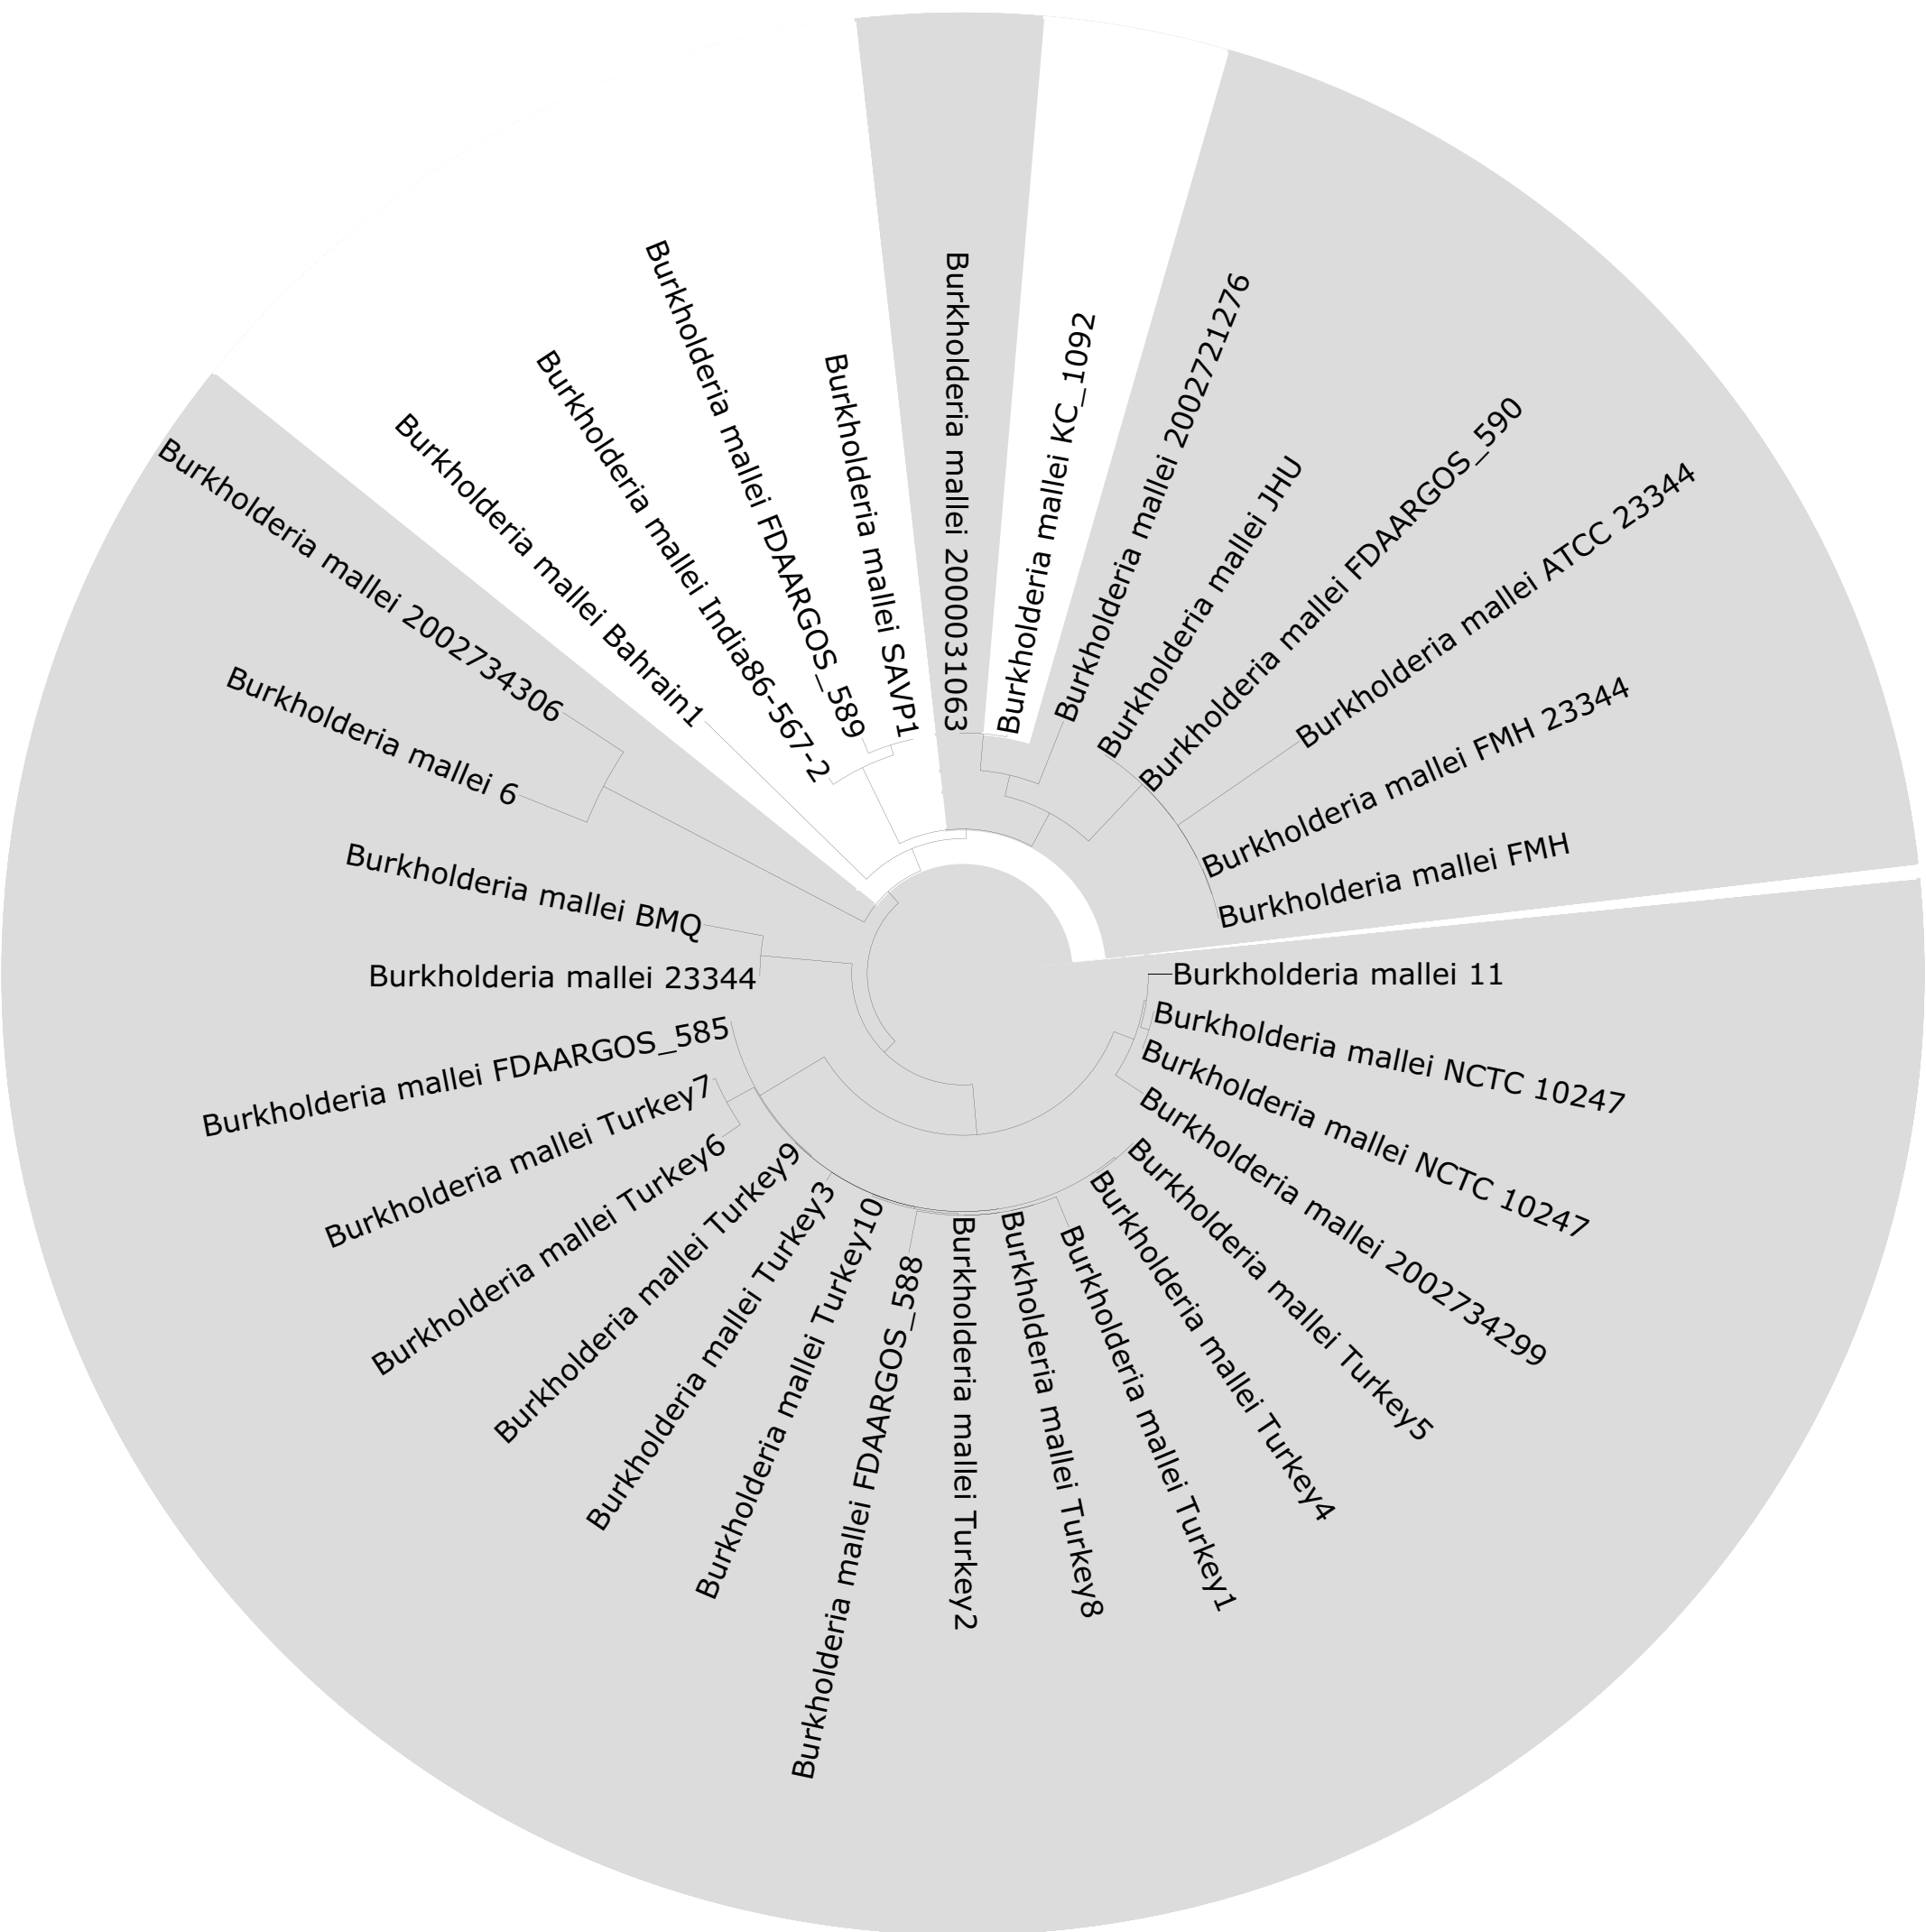 Burkholderia mallei 2000031063
Burkholderia mallei KC_1092
Burkholderia mallei 2002721276
Burkholderia mallei JHU
Burkholderia mallei FDAARGOS_590
Burkholderia mallei ATCC 23344
Burkholderia mallei FMH 23344
Burkholderia mallei FMH
Burkholderia mallei 11
Burkholderia mallei NCTC 10247
Burkholderia mallei NCTC 10247
Burkholderia mallei 2002734299
Burkholderia mallei Turkey5
Burkholderia mallei Turkey4
Burkholderia mallei Turkey1
Burkholderia mallei Turkey8
Burkholderia mallei Turkey2
Burkholderia mallei FDAARGOS_588
Burkholderia mallei Turkey10
Burkholderia mallei Turkey3
Burkholderia mallei Turkey9
Burkholderia mallei Turkey6
Burkholderia mallei Turkey7
Burkholderia mallei FDAARGOS_585
Burkholderia mallei 23344
Burkholderia mallei BMQ
Burkholderia mallei 6
Burkholderia mallei 2002734306
Burkholderia mallei Bahrain1
Burkholderia mallei India86-567-2
Burkholderia mallei FDAARGOS_589
Burkholderia mallei SAVP1